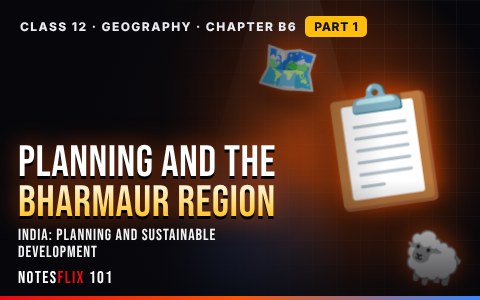 CLASS 12 · GEOGRAPHY · CHAPTER B6 PART 1
PLANNING AND THE
BHARMAUR REGION
INDIA: PLANNING AND SUSTAINABLE
DEVELOPMENT
NOTESFLIX 101